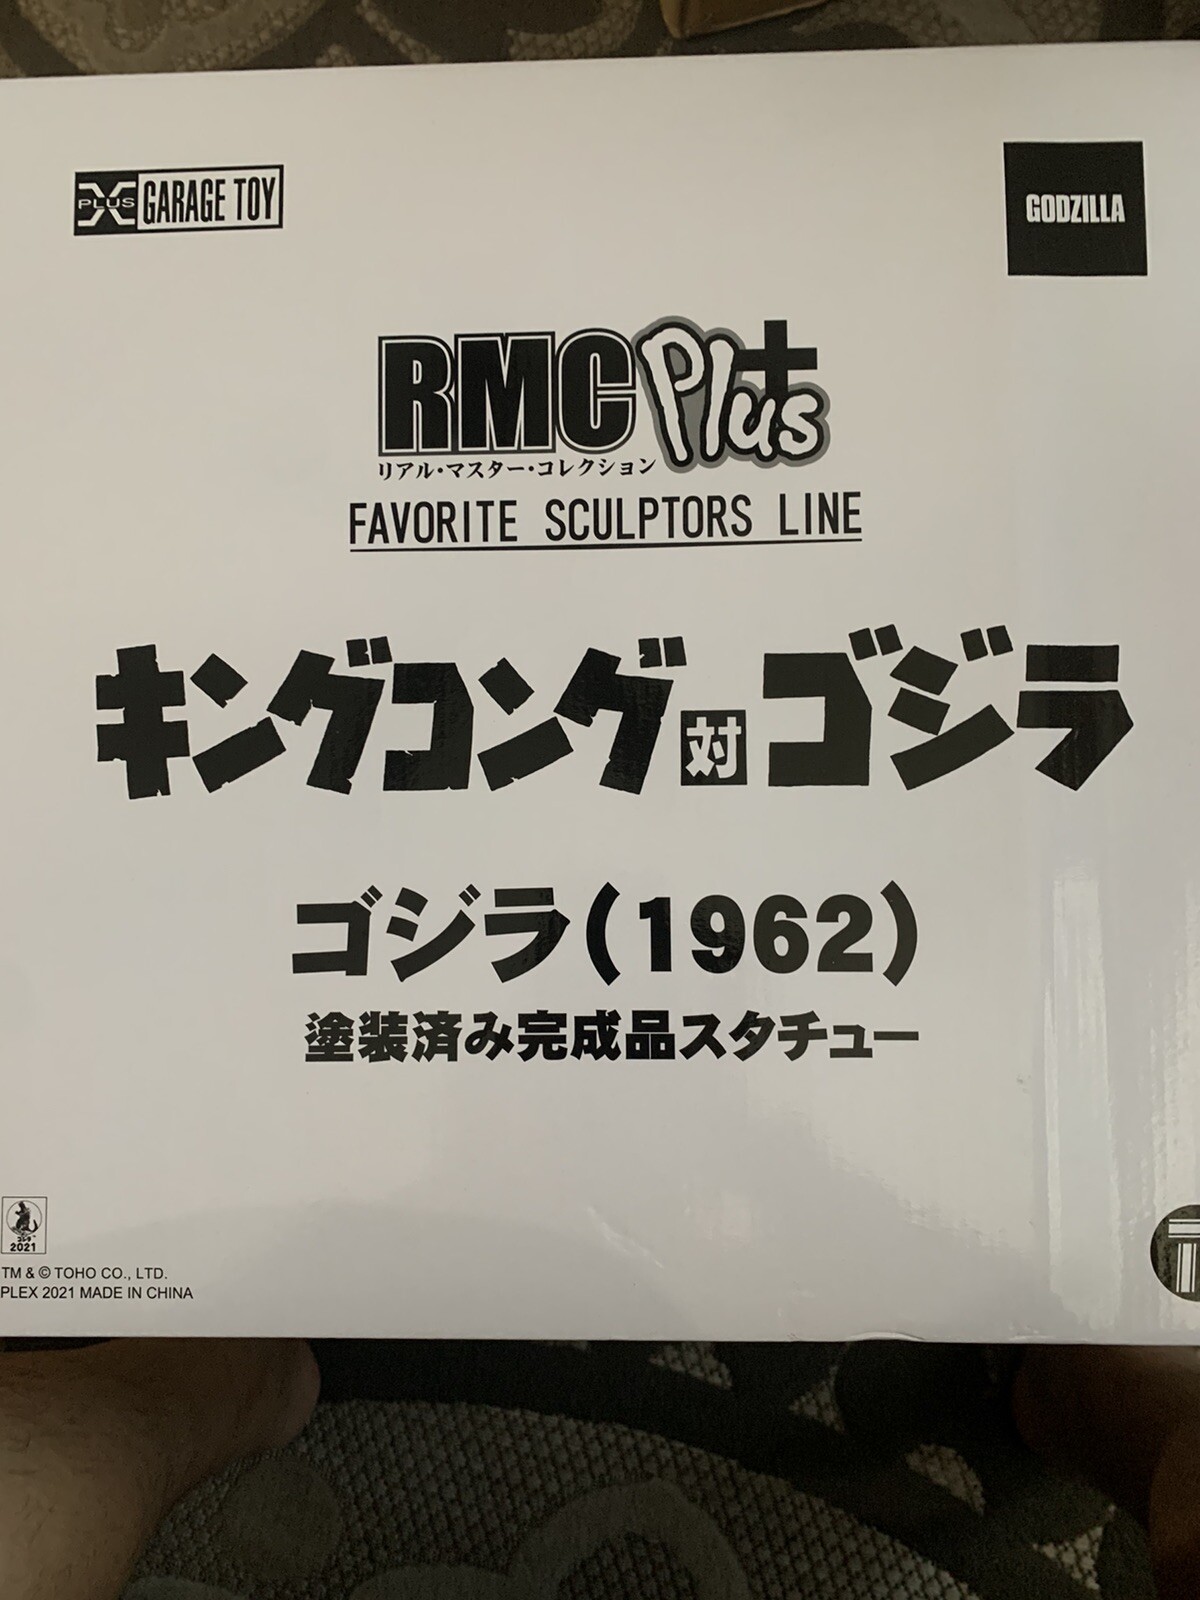 X PLUS GARAGE TOY
GODZILLA
RMC Plus+
リアル・マスター・コレクション
FAVORITE SCULPTORS LINE
キングコング対ゴジラ
ゴジラ(1962)
塗装済み完成品スタチュー
ゴジラ
2021
TM & © TOHO CO., LTD.
PLEX 2021 MADE IN CHINA